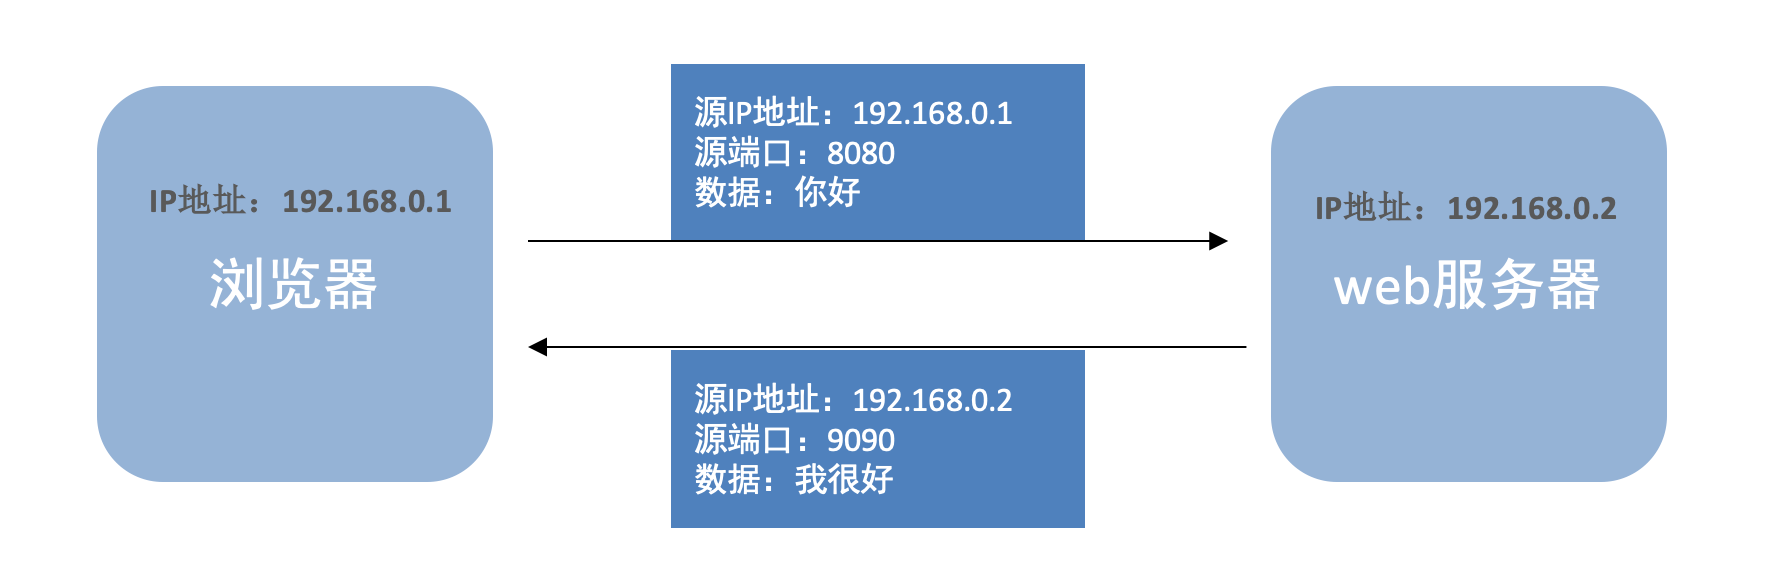 IP地址：192.168.0.1
浏览器
源IP地址：192.168.0.1
源端口：8080
数据：你好
源IP地址：192.168.0.2
源端口：9090
数据：我很好
IP地址：192.168.0.2
web服务器